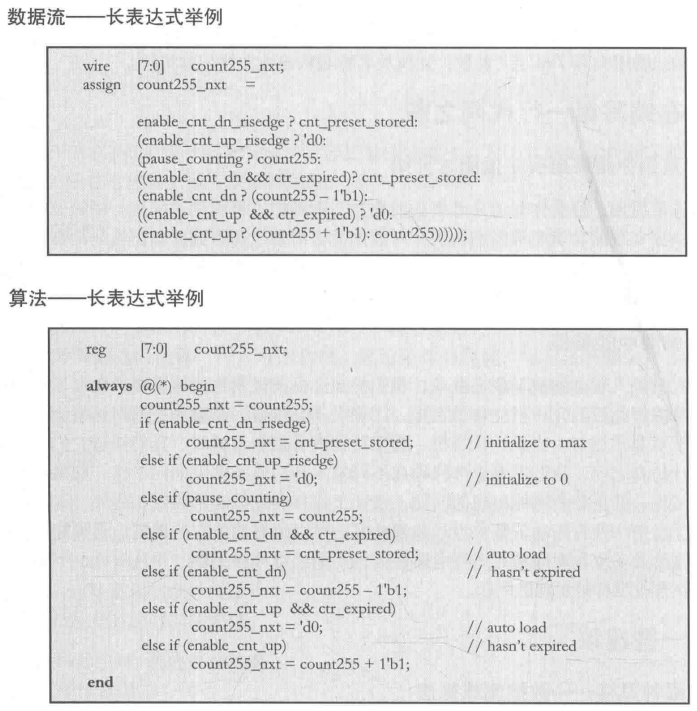 数据流——长表达式举例
wire [7:0] count255_nxt;
assign count255_nxt =
enable_cnt_dn_risedge ? cnt_preset_stored:
(enable_cnt_up_risedge ? 'd0:
(pause_counting ? count255:
((enable_cnt_dn && ctr_expired)? cnt_preset_stored:
(enable_cnt_dn ? (count255 – 1'b1):
((enable_cnt_up && ctr_expired) ? 'd0:
(enable_cnt_up ? (count255 + 1'b1): count255))))));
算法——长表达式举例
reg [7:0] count255_nxt;
always @(*) begin
count255_nxt = count255;
if (enable_cnt_dn_risedge)
count255_nxt = cnt_preset_stored; // initialize to max
else if (enable_cnt_up_risedge)
count255_nxt = 'd0; // initialize to 0
else if (pause_counting)
count255_nxt = count255;
else if (enable_cnt_dn && ctr_expired)
count255_nxt = cnt_preset_stored; // auto load
else if (enable_cnt_dn) // hasn't expired
count255_nxt = count255 – 1'b1;
else if (enable_cnt_up && ctr_expired)
count255_nxt = 'd0; // auto load
else if (enable_cnt_up) // hasn't expired
count255_nxt = count255 + 1'b1;
end